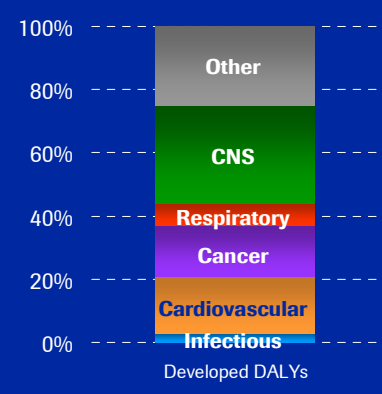 100%
Other
80%
CNS
60%
40%
Respiratory
Cancer
20%
Cardiovascular
0%
Infectious
Developed DALYs